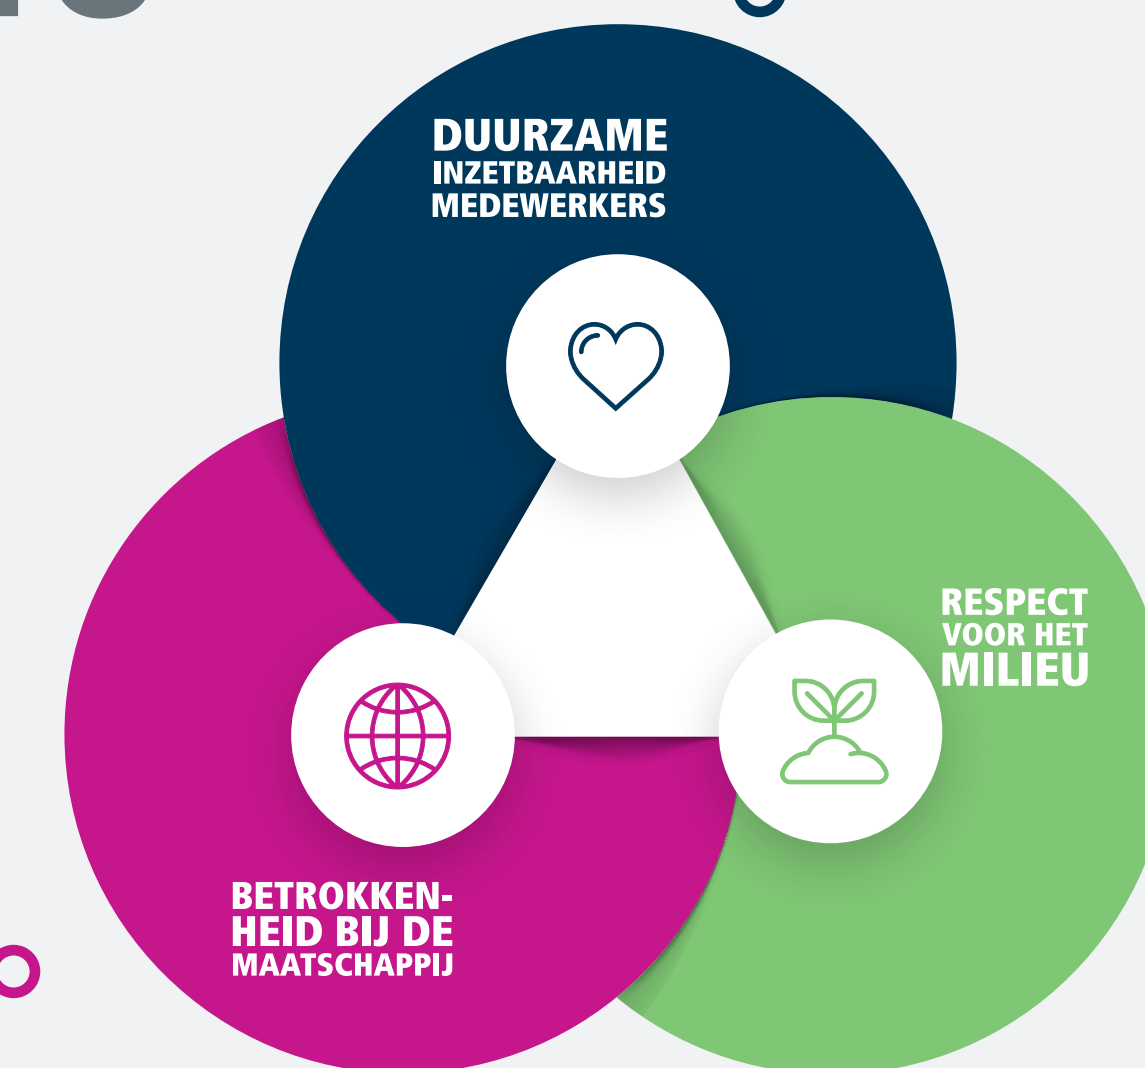 DUURZAME
INZETBAARHEID
MEDEWERKERS
RESPECT
VOOR HET
MILIEU
BETROKKEN-
HEID BIJ DE
MAATSCHAPPIJ